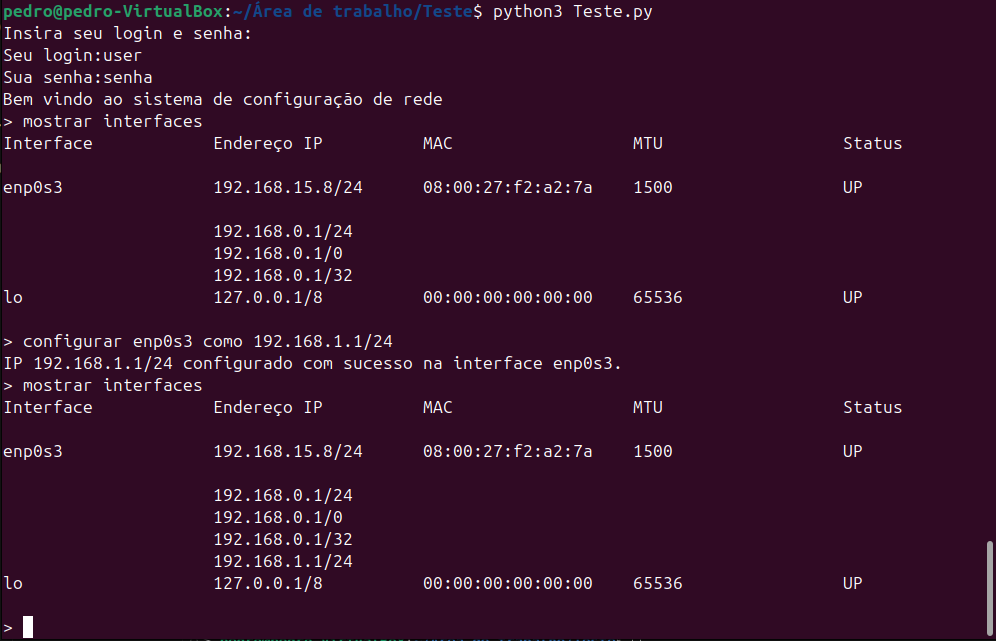 pedro@pedro-VirtualBox:~/Área de trabalho/Teste$ python3 Teste.py
Insira seu login e senha:
Seu login:user
Sua senha:senha
Bem vindo ao sistema de configuração de rede
> mostrar interfaces
Interface Endereço IP MAC MTU Status
enp0s3 192.168.15.8/24 08:00:27:f2:a2:7a 1500 UP
192.168.0.1/24
192.168.0.1/0
192.168.0.1/32
lo 127.0.0.1/8 00:00:00:00:00:00 65536 UP
> configurar enp0s3 como 192.168.1.1/24
IP 192.168.1.1/24 configurado com sucesso na interface enp0s3.
> mostrar interfaces
Interface Endereço IP MAC MTU Status
enp0s3 192.168.15.8/24 08:00:27:f2:a2:7a 1500 UP
192.168.0.1/24
192.168.0.1/0
192.168.0.1/32
192.168.1.1/24
lo 127.0.0.1/8 00:00:00:00:00:00 65536 UP
>